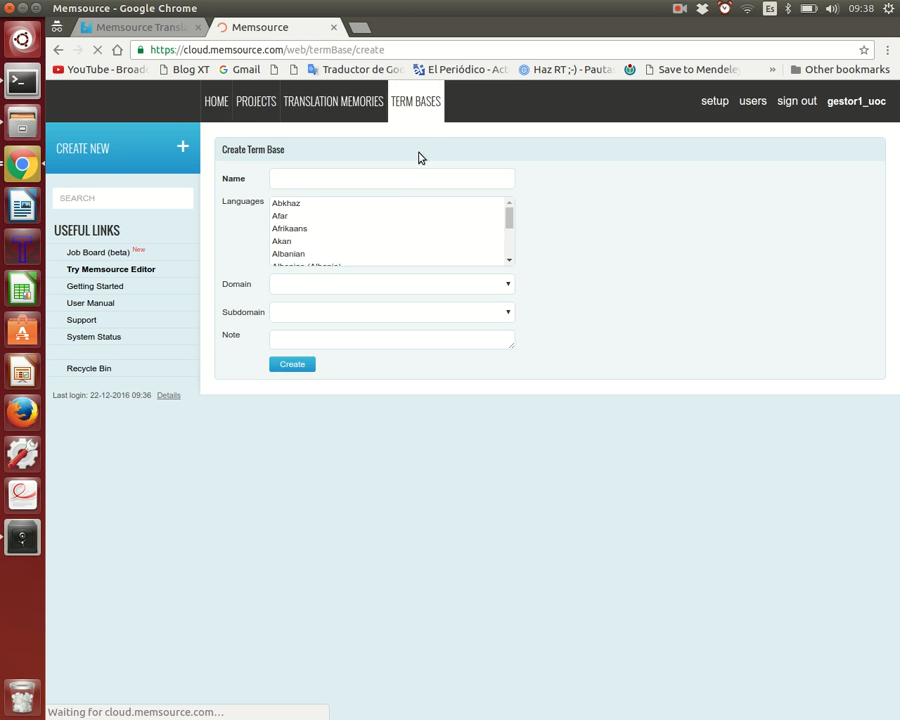 Memsource - Google Chrome
Es
09:38
Memsource Transla
Memsource
https://cloud.memsource.com/web/termBase/create
YouTube - Broad
Blog XT
Gmail
Traductor de Go
El Periódico - Act
Haz RT ;-) - Pauta
Save to Mendeley
»
Other bookmarks
HOME
PROJECTS
TRANSLATION MEMORIES
TERM BASES
setup
users
sign out
gestor1_uoc
CREATE NEW
+
SEARCH
USEFUL LINKS
Job Board (beta) New
Try Memsource Editor
Getting Started
User Manual
Support
System Status
Recycle Bin
Last login: 22-12-2016 09:36 Details
Create Term Base
Name
Languages
Abkhaz
Afar
Afrikaans
Akan
Albanian
Albanian (Albania)
Domain
Subdomain
Note
Create
Waiting for cloud.memsource.com...